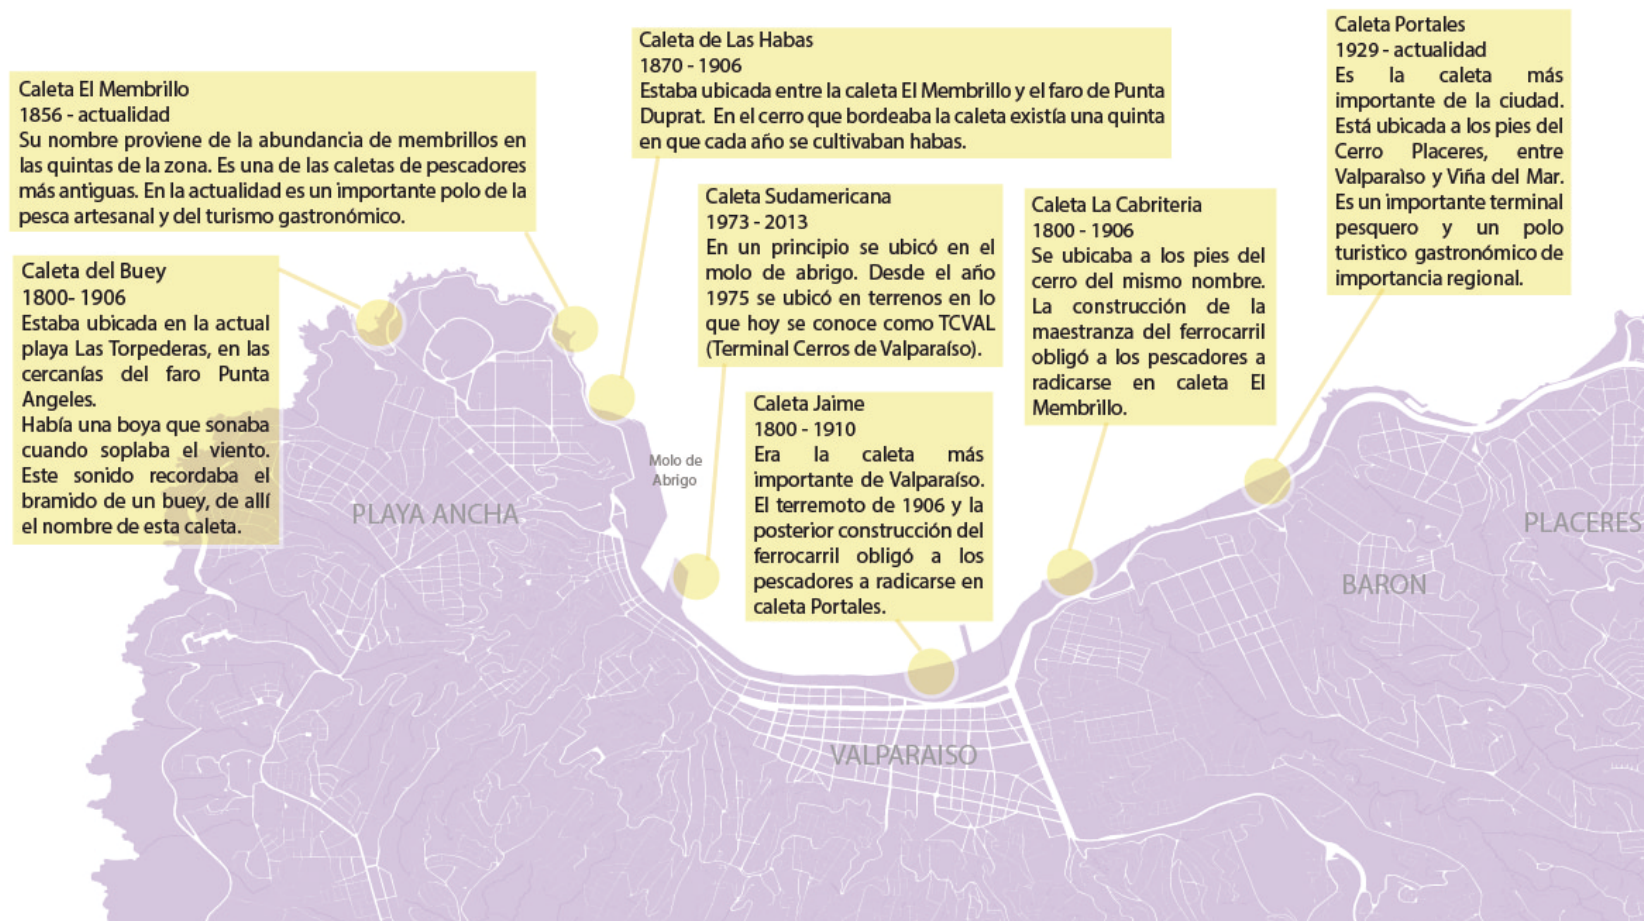 Caleta El Membrillo
1856 - actualidad
Su nombre proviene de la abundancia de membrillos en
las quintas de la zona. Es una de las caletas de pescadores
más antiguas. En la actualidad es un importante polo de la
pesca artesanal y del turismo gastronómico.
Caleta del Buey
1800- 1906
Estaba ubicada en la actual
playa Las Torpederas, en las
cercanías del faro Punta
Angeles.
Había una boya que sonaba
cuando soplaba el viento.
Este sonido recordaba el
bramido de un buey, de allí
el nombre de esta caleta.
Caleta de Las Habas
1870 - 1906
Estaba ubicada entre la caleta El Membrillo y el faro de Punta
Duprat. En el cerro que bordeaba la caleta existía una quinta
en que cada año se cultivaban habas.
Caleta Sudamericana
1973 - 2013
En un principio se ubicó en el
molo de abrigo. Desde el año
1975 se ubicó en terrenos en lo
que hoy se conoce como TCVAL
(Terminal Cerros de Valparaíso).
Caleta Jaime
1800 - 1910
Era la caleta más
importante de Valparaíso.
El terremoto de 1906 y la
posterior construcción del
ferrocarril obligó a los
pescadores a radicarse en
caleta Portales.
Caleta La Cabriteria
1800 - 1906
Se ubicaba a los pies del
cerro del mismo nombre.
La construcción de la
maestranza del ferrocarril
obligó a los pescadores a
radicarse en caleta El
Membrillo.
Caleta Portales
1929 - actualidad
Es la caleta más
importante de la ciudad.
Está ubicada a los pies del
Cerro Placeres, entre
Valparaìso y Viña del Mar.
Es un importante terminal
pesquero y un polo
turistico gastronómico de
importancia regional.
Molo de
Abrigo
PLAYA ANCHA
VALPARAISO
BARON
PLACERES